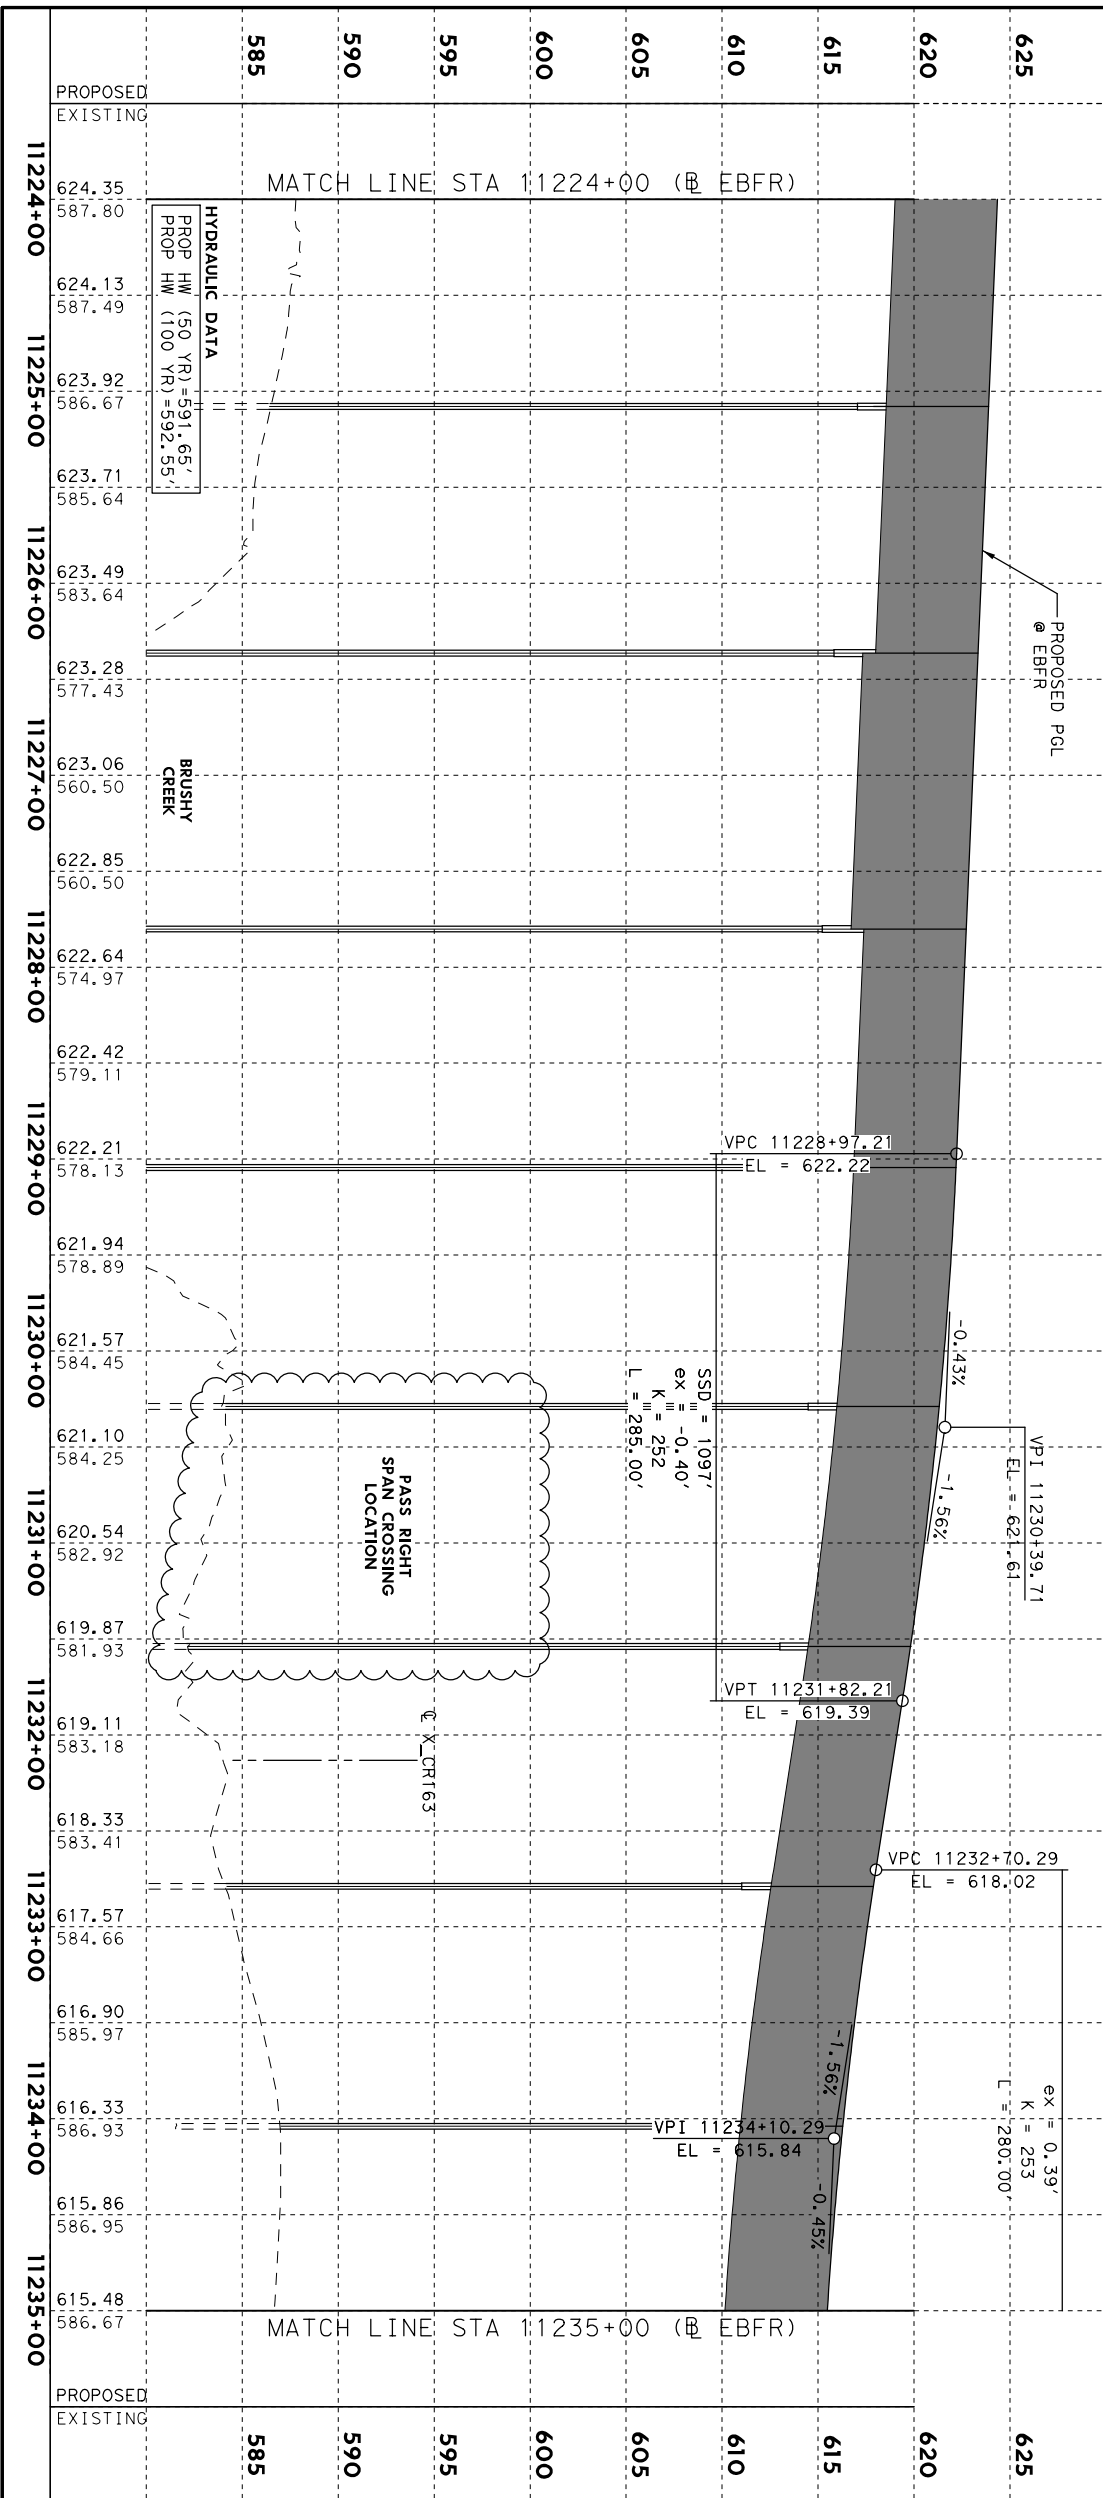 625
620
615
610
605
600
595
590
585
PROPOSED
EXISTING
MATCH LINE STA 11224+00 (BL EBFR)
HYDRAULIC DATA
PROP HW (50 YR)=591.65'
PROP HW (100 YR)=592.55'
PROPOSED PGL
@ EBFR
BRUSHY
CREEK
VPC 11228+97.21
EL = 622.22
-0.43%
VPI 11230+39.71
EL = 621.61
-1.56%
SSD = 1097'
ex = -0.40'
K = 252
L = 285.00'
PASS RIGHT
SPAN CROSSING
LOCATION
VPT 11231+82.21
EL = 619.39
CL X_CR163
VPC 11232+70.29
EL = 618.02
ex = 0.39'
K = 253
L = 280.00'
-1.56%
VPI 11234+10.29
EL = 615.84
-0.45%
MATCH LINE STA 11235+00 (BL EBFR)
624.35
587.80
624.13
587.49
623.92
586.67
623.71
585.64
623.49
583.64
623.28
577.43
623.06
560.50
622.85
560.50
622.64
574.97
622.42
579.11
622.21
578.13
621.94
578.89
621.57
584.45
621.10
584.25
620.54
582.92
619.87
581.93
619.11
583.18
618.33
583.41
617.57
584.66
616.90
585.97
616.33
586.93
615.86
586.95
615.48
586.67
PROPOSED
EXISTING
11224+00
11225+00
11226+00
11227+00
11228+00
11229+00
11230+00
11231+00
11232+00
11233+00
11234+00
11235+00
625
620
615
610
605
600
595
590
585